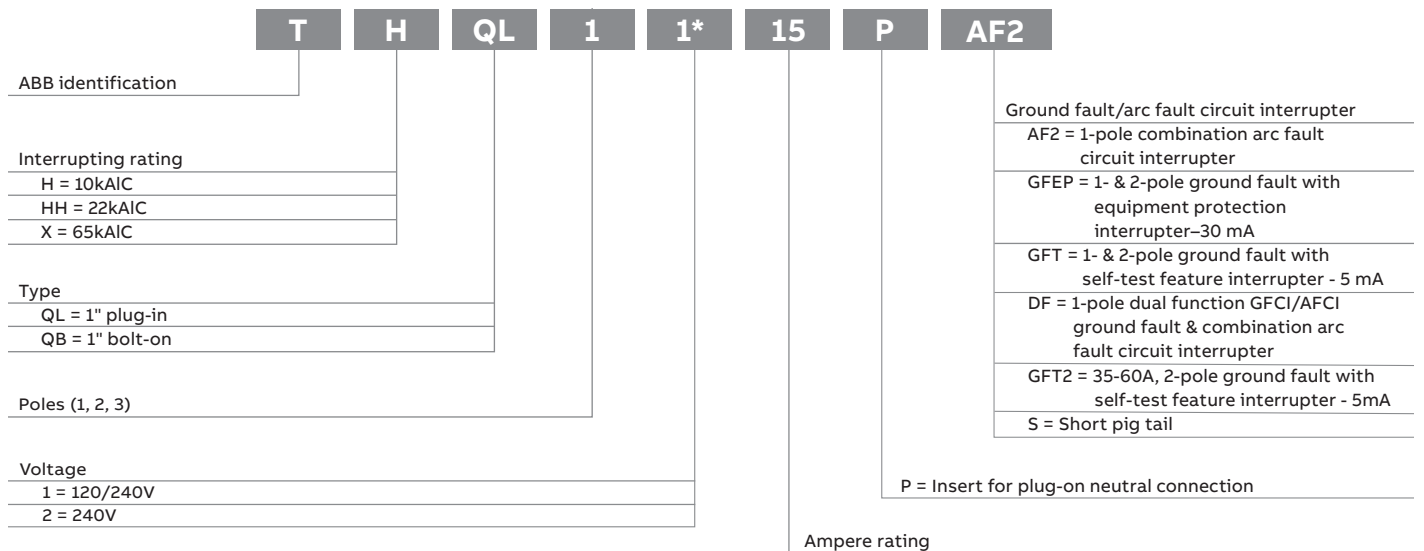 T H QL 1 1* 15 P AF2
ABB identification
Interrupting rating
H = 10kAlC
HH = 22kAlC
X = 65kAlC
Type
QL = 1" plug-in
QB = 1" bolt-on
Poles (1, 2, 3)
Voltage
1 = 120/240V
2 = 240V
Ground fault/arc fault circuit interrupter
AF2 = 1-pole combination arc fault
circuit interrupter
GFEP = 1- & 2-pole ground fault with
equipment protection
interrupter–30 mA
GFT = 1- & 2-pole ground fault with
self-test feature interrupter - 5 mA
DF = 1-pole dual function GFCI/AFCI
ground fault & combination arc
fault circuit interrupter
GFT2 = 35-60A, 2-pole ground fault with
self-test feature interrupter - 5mA
S = Short pig tail
P = Insert for plug-on neutral connection
Ampere rating